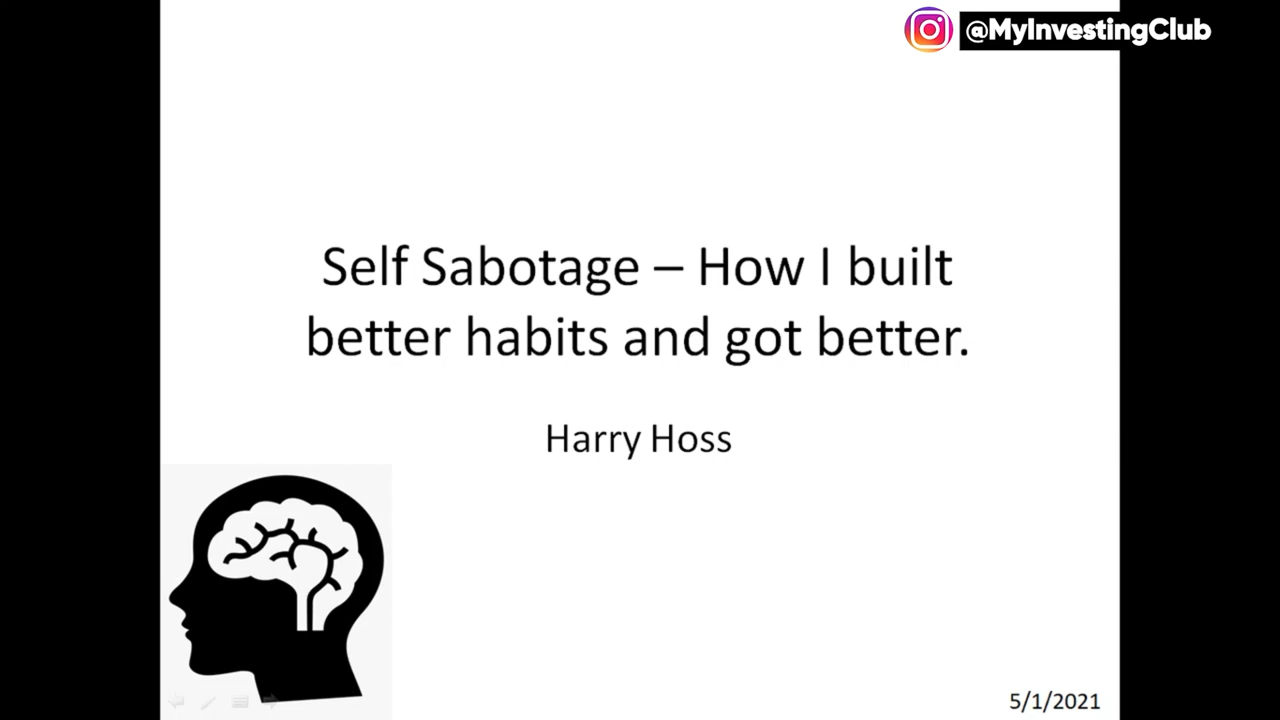 @MyInvestingClub
Self Sabotage – How I built
better habits and got better.
Harry Hoss
5/1/2021